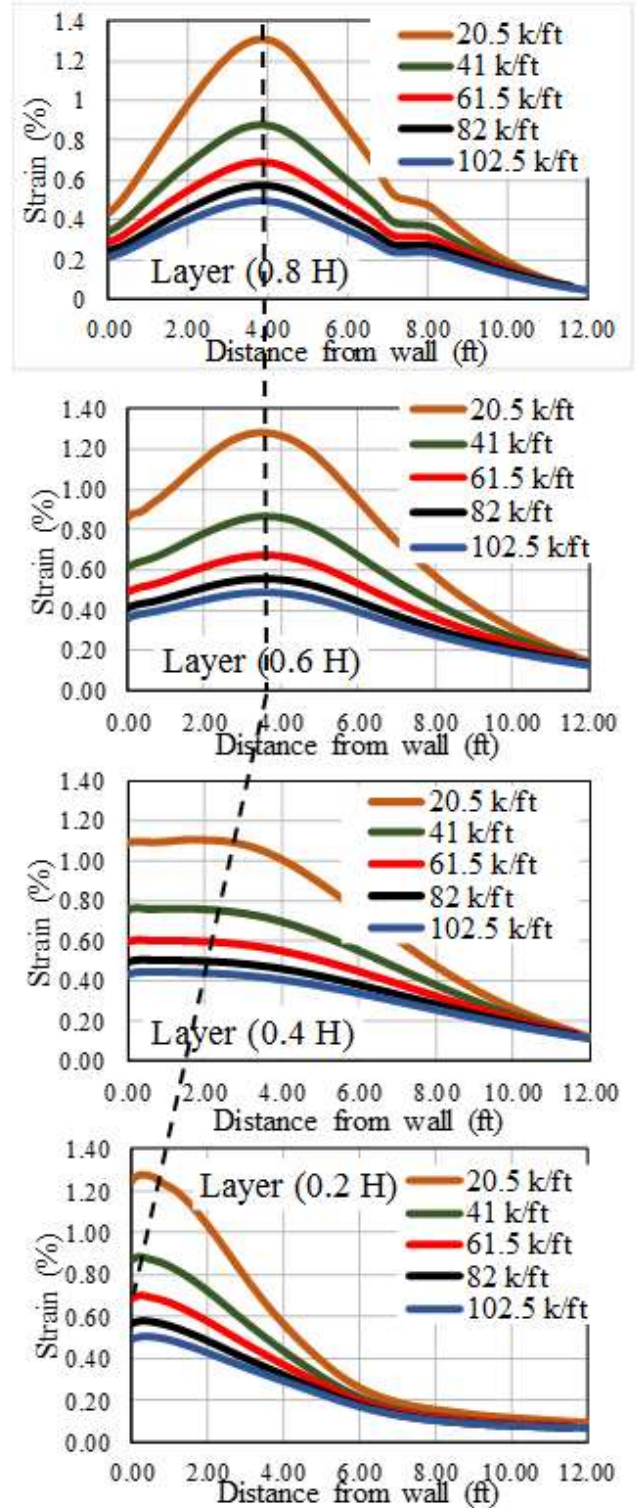 1.4
1.2
1
0.8
0.6
0.4
0.2
0
Strain (%)
20.5 k/ft
41 k/ft
61.5 k/ft
82 k/ft
102.5 k/ft
Layer (0.8 H)
0.00 2.00 4.00 6.00 8.00 10.00 12.00
Distance from wall (ft)
1.40
1.20
1.00
0.80
0.60
0.40
0.20
0.00
Strain (%)
20.5 k/ft
41 k/ft
61.5 k/ft
82 k/ft
102.5 k/ft
Layer (0.6 H)
0.00 2.00 4.00 6.00 8.00 10.00 12.00
Distance from wall (ft)
1.40
1.20
1.00
0.80
0.60
0.40
0.20
0.00
Strain (%)
20.5 k/ft
41 k/ft
61.5 k/ft
82 k/ft
102.5 k/ft
Layer (0.4 H)
0.00 2.00 4.00 6.00 8.00 10.00 12.00
Distance from wall (ft)
1.40
1.20
1.00
0.80
0.60
0.40
0.20
0.00
Strain (%)
Layer (0.2 H)
20.5 k/ft
41 k/ft
61.5 k/ft
82 k/ft
102.5 k/ft
0.00 2.00 4.00 6.00 8.00 10.00 12.00
Distance from wall (ft)